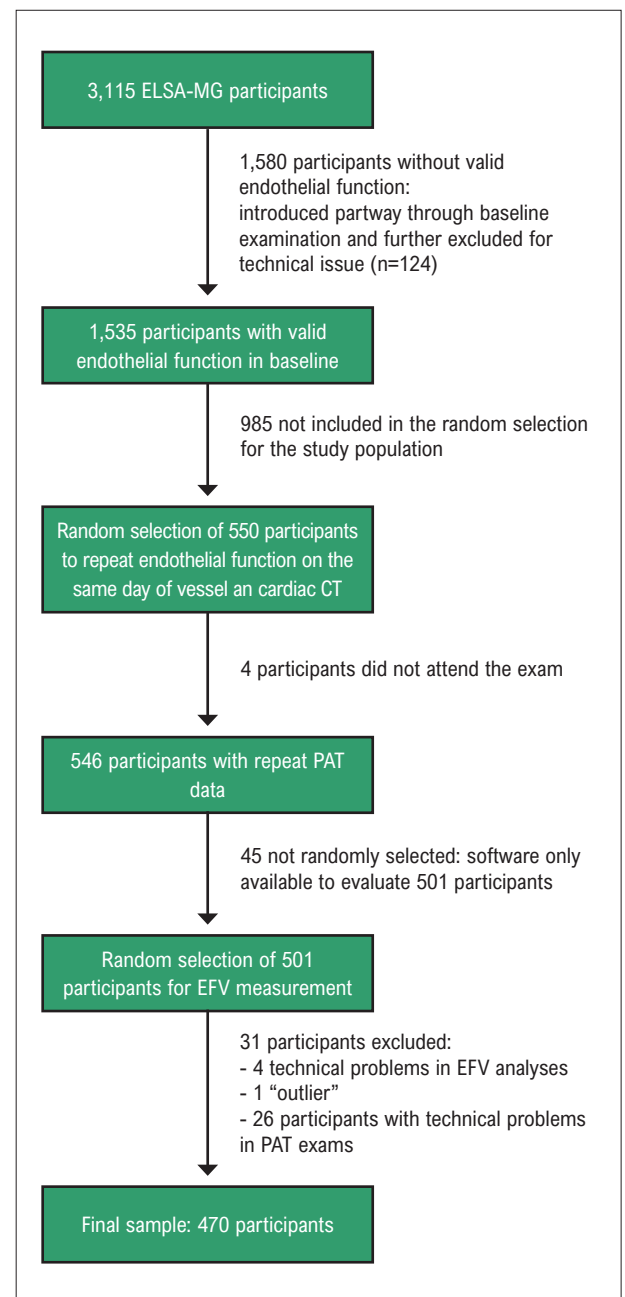 3,115 ELSA-MG participants
1,580 participants without valid
endothelial function:
introduced partway through baseline
examination and further excluded for
technical issue (n=124)
1,535 participants with valid
endothelial function in baseline
985 not included in the random selection
for the study population
Random selection of 550 participants
to repeat endothelial function on the
same day of vessel an cardiac CT
4 participants did not attend the exam
546 participants with repeat PAT
data
45 not randomly selected: software only
available to evaluate 501 participants
Random selection of 501
participants for EFV measurement
31 participants excluded:
- 4 technical problems in EFV analyses
- 1 “outlier”
- 26 participants with technical problems
in PAT exams
Final sample: 470 participants